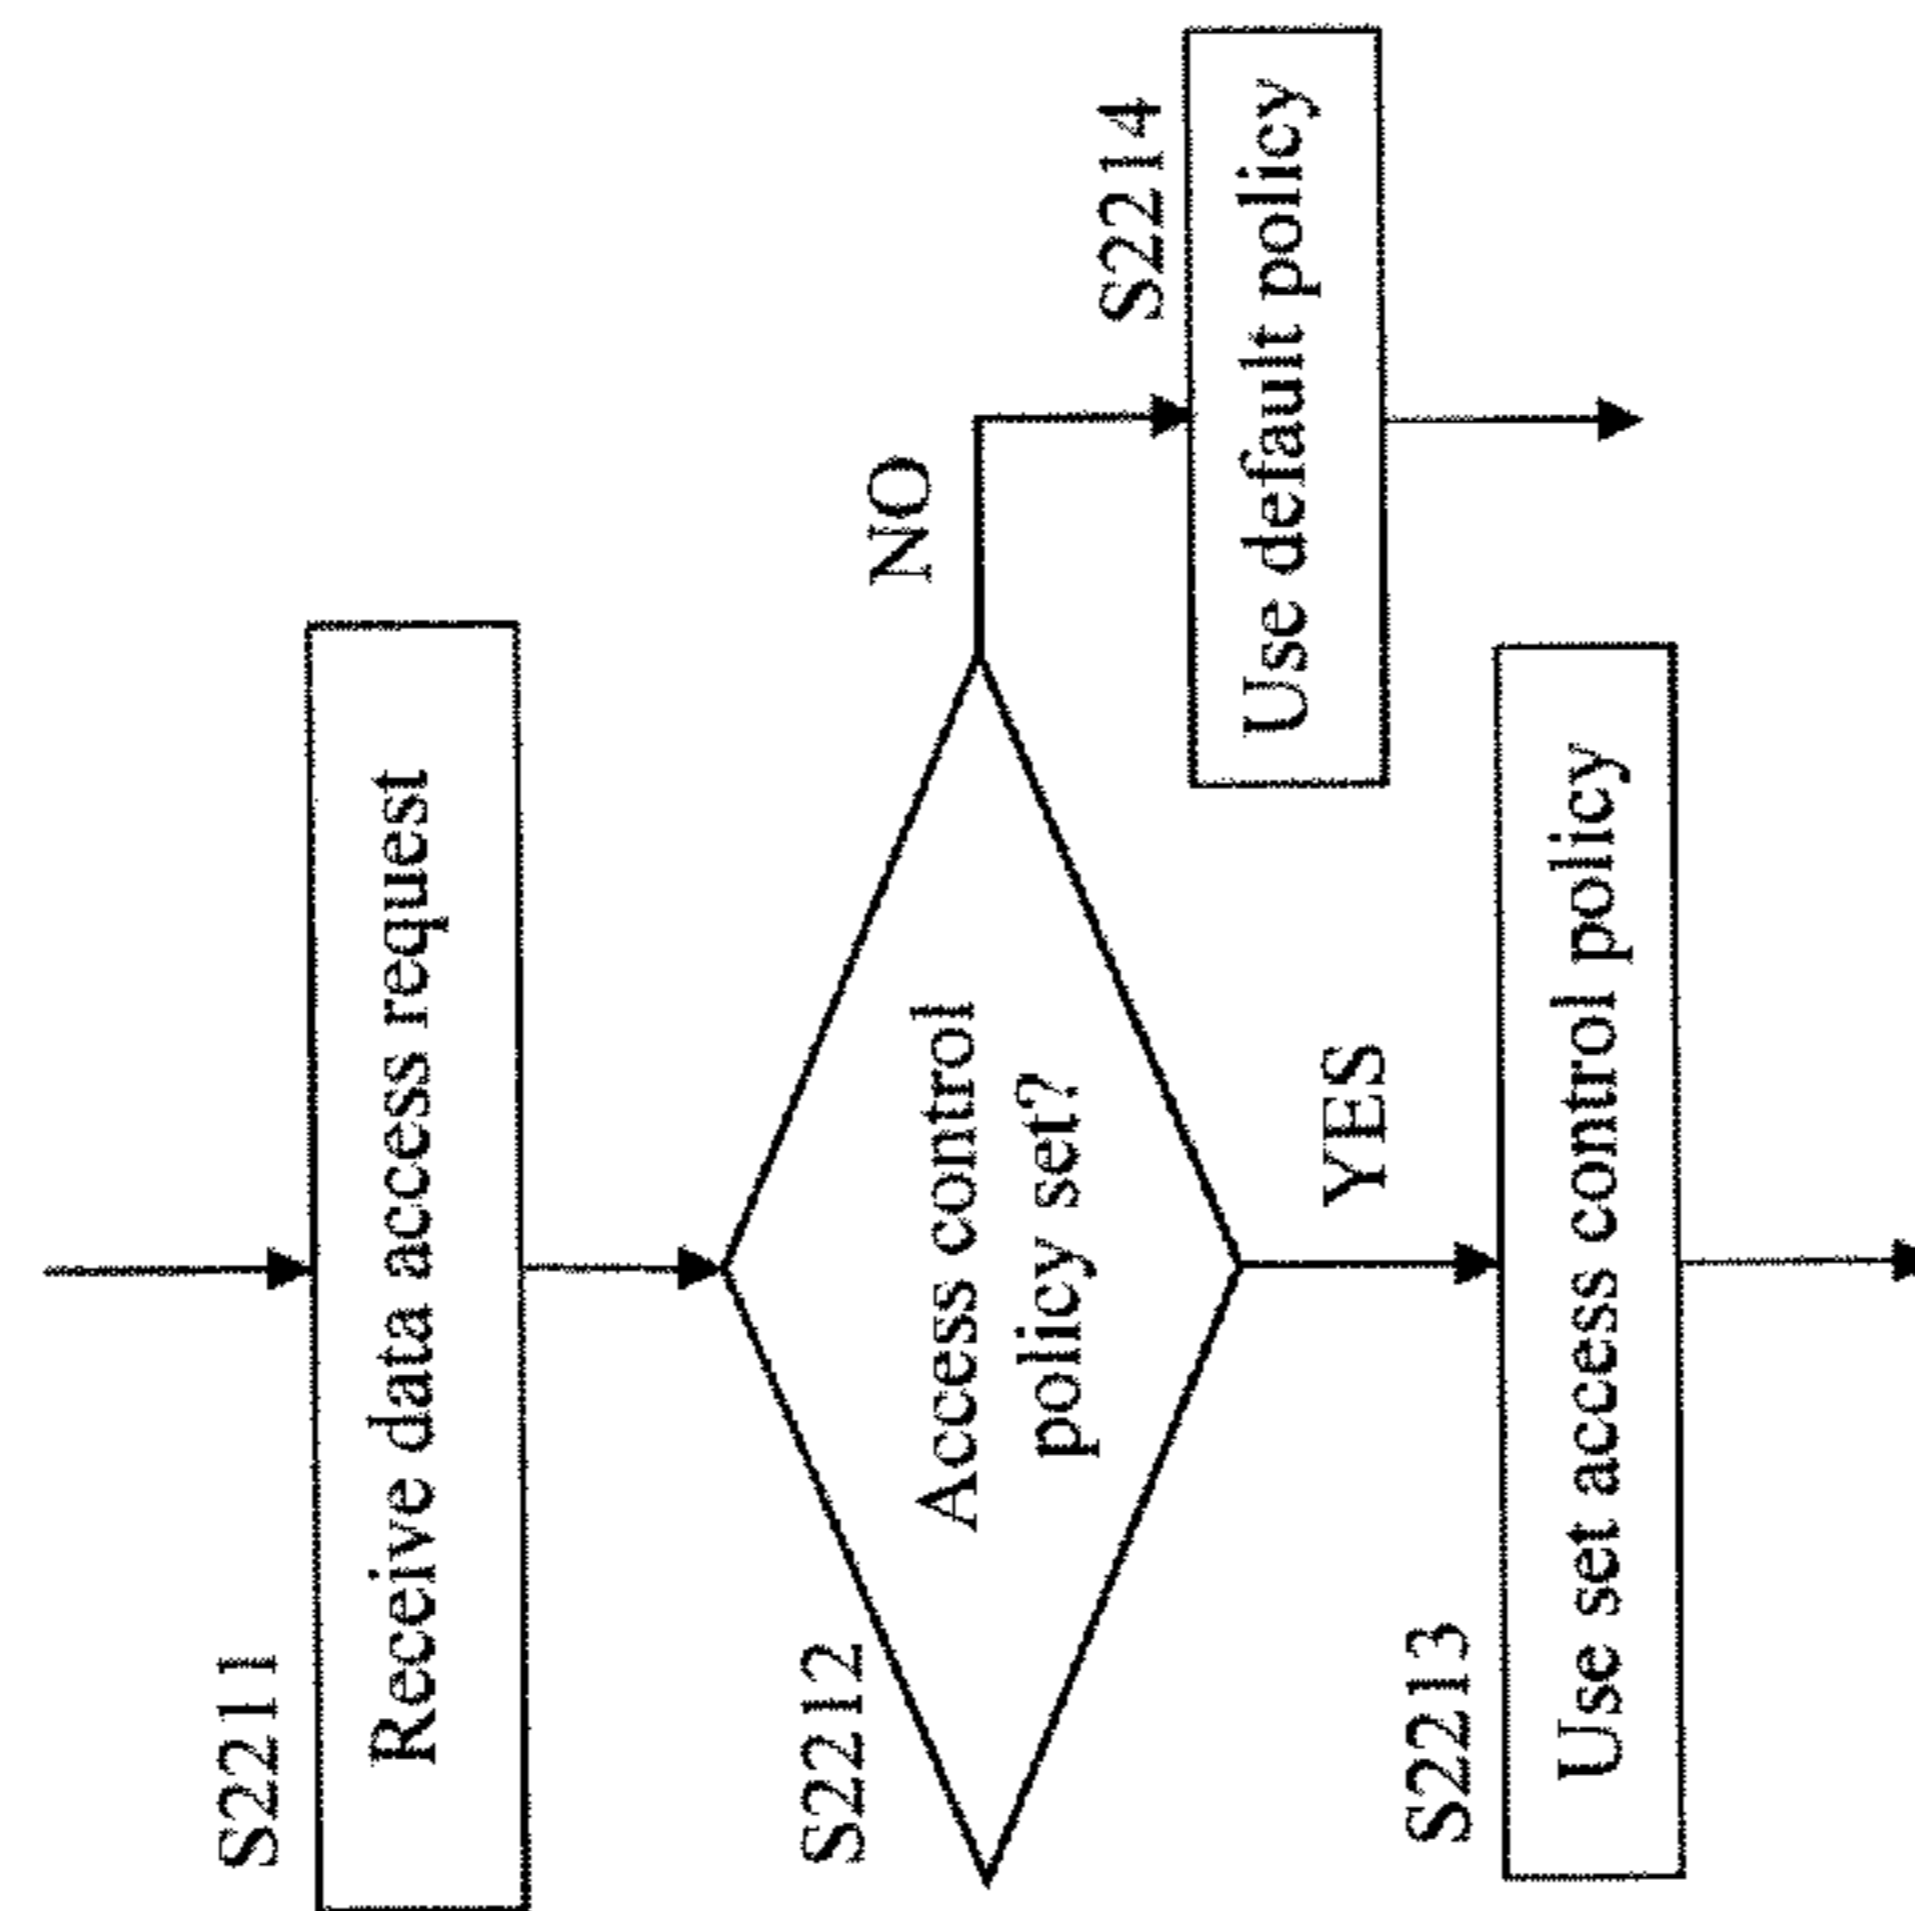 S2211
Receive data access request
S2212
Access control
policy set?
NO
YES
S2214
Use default policy
S2213
Use set access control policy